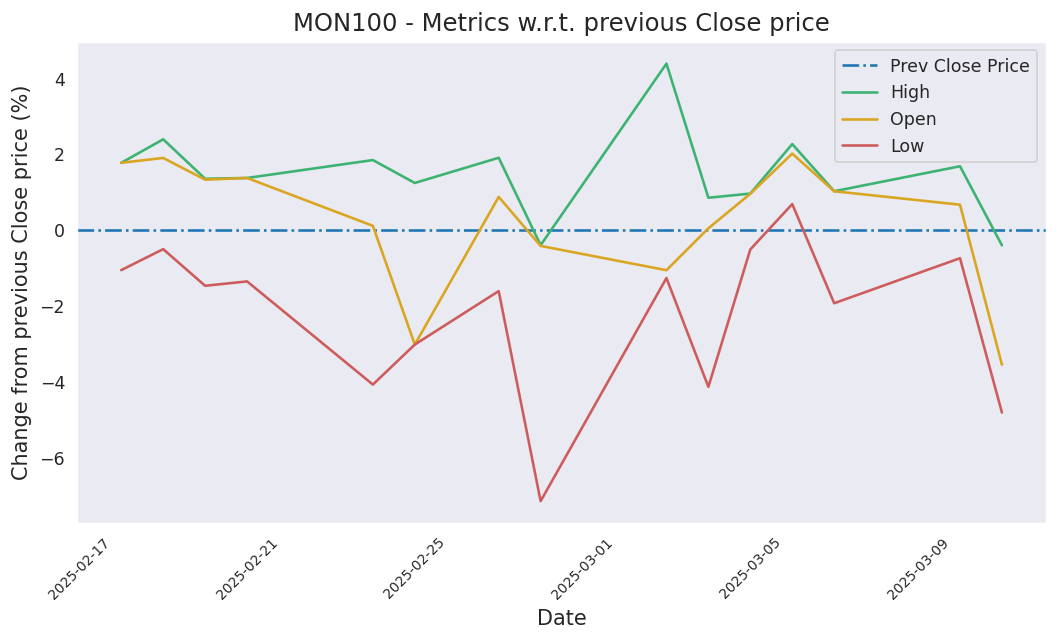 MON100 - Metrics w.r.t. previous Close price
Change from previous Close price (%)
4
2
0
−2
−4
−6
Prev Close Price
High
Open
Low
2025-02-17
2025-02-21
2025-02-25
2025-03-01
2025-03-05
2025-03-09
Date